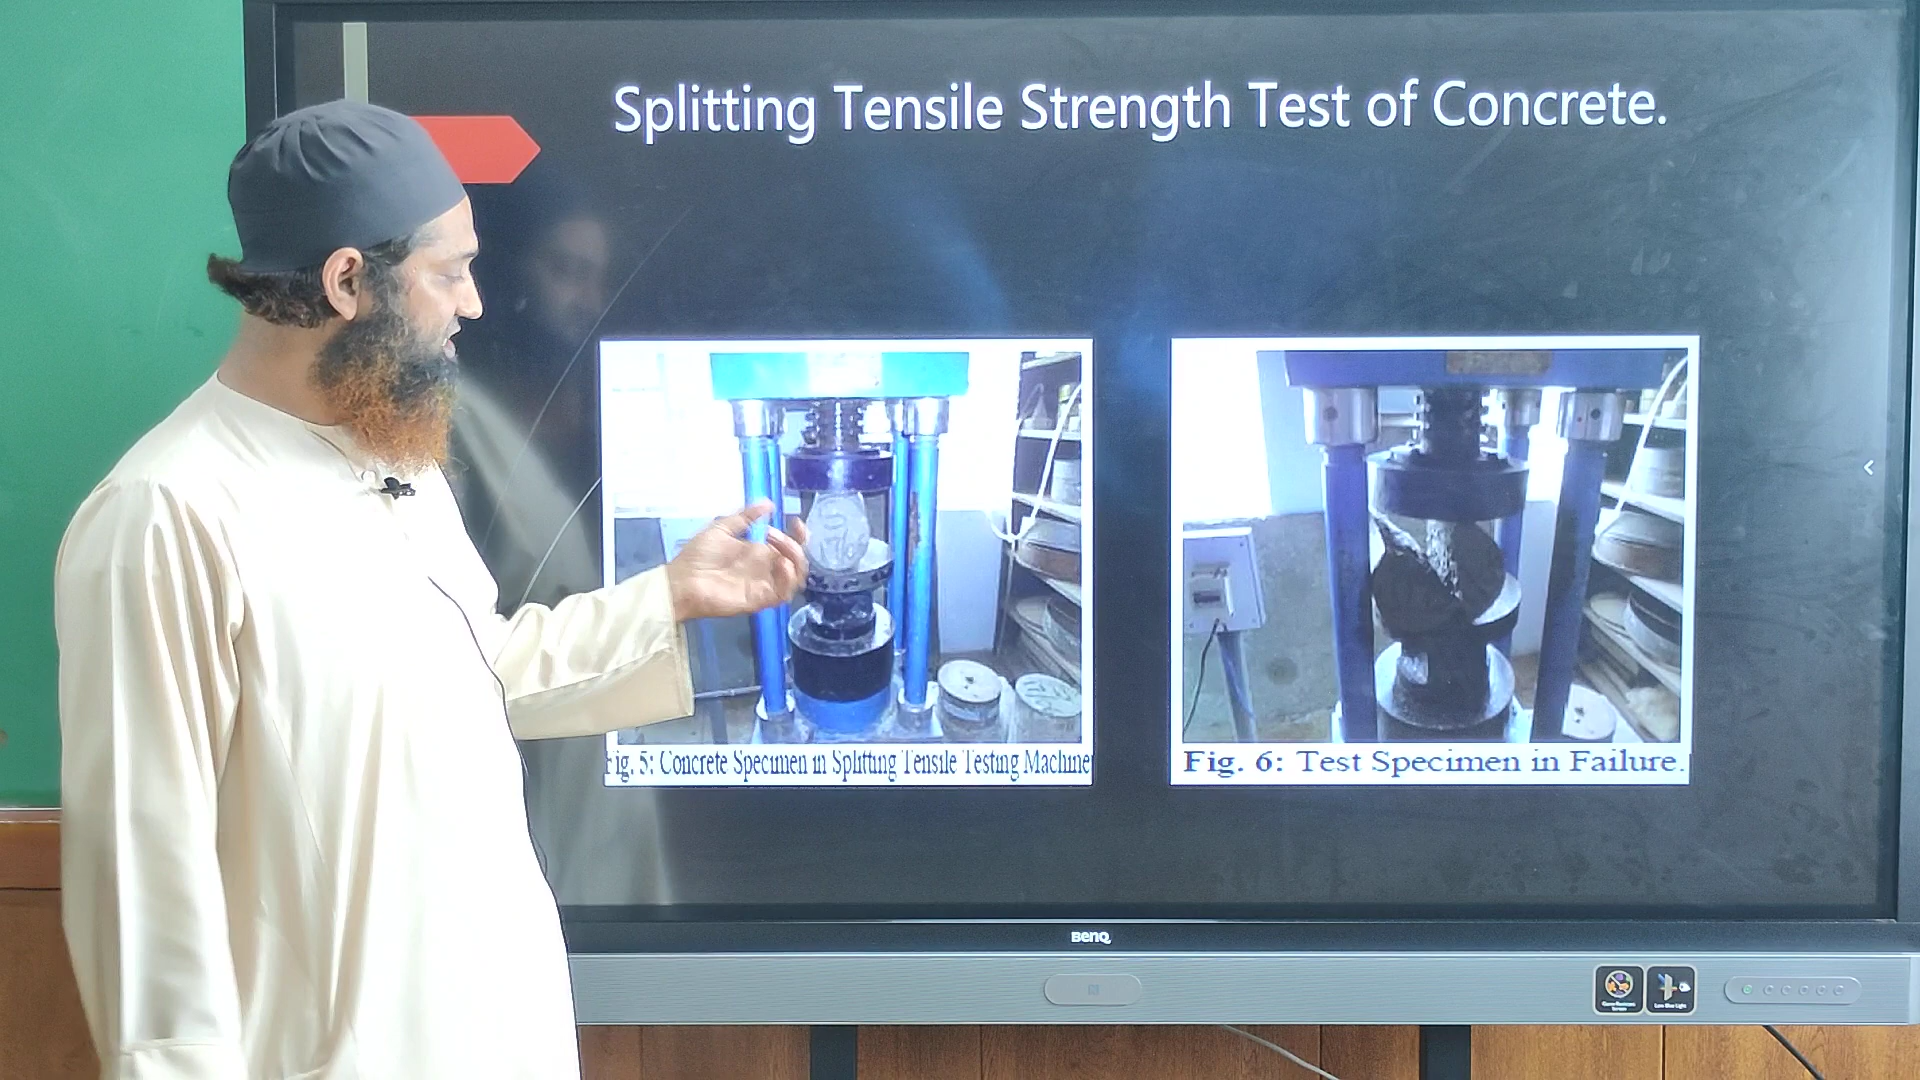 Splitting Tensile Strength Test of Concrete.
Fig. 5: Concrete Specimen in Splitting Tensile Testing Machine
Fig. 6: Test Specimen in Failure.
BenQ